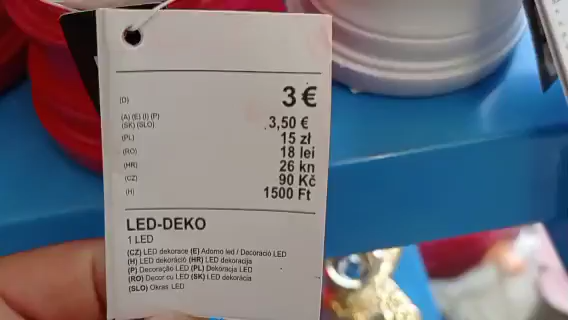 (D) 3 €
(A) (E) (I) (P)
(SK) (SLO) 3,50 €
(PL) 15 zł
(RO) 18 lei
(HR) 26 kn
(CZ) 90 Kč
(H) 1500 Ft
LED-DEKO
1 LED
(CZ) LED dekorace (E) Adorno led / Decoració LED
(H) LED dekoráció (HR) LED dekoracija
(P) Decoração LED (PL) Dekoracja LED
(RO) Decor cu LED (SK) LED dekorácia
(SLO) Okras LED